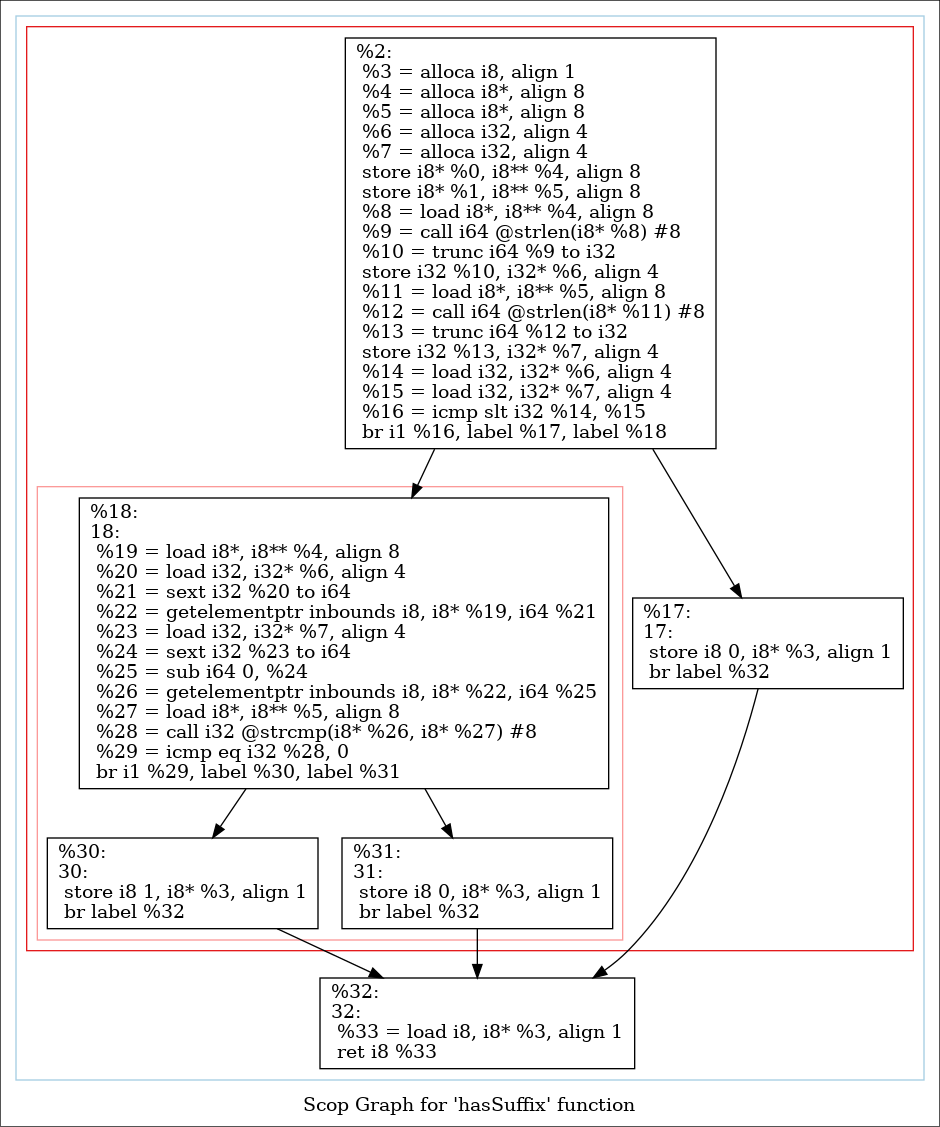 %2:
%3 = alloca i8, align 1
%4 = alloca i8*, align 8
%5 = alloca i8*, align 8
%6 = alloca i32, align 4
%7 = alloca i32, align 4
store i8* %0, i8** %4, align 8
store i8* %1, i8** %5, align 8
%8 = load i8*, i8** %4, align 8
%9 = call i64 @strlen(i8* %8) #8
%10 = trunc i64 %9 to i32
store i32 %10, i32* %6, align 4
%11 = load i8*, i8** %5, align 8
%12 = call i64 @strlen(i8* %11) #8
%13 = trunc i64 %12 to i32
store i32 %13, i32* %7, align 4
%14 = load i32, i32* %6, align 4
%15 = load i32, i32* %7, align 4
%16 = icmp slt i32 %14, %15
br i1 %16, label %17, label %18
%18:
18:
%19 = load i8*, i8** %4, align 8
%20 = load i32, i32* %6, align 4
%21 = sext i32 %20 to i64
%22 = getelementptr inbounds i8, i8* %19, i64 %21
%23 = load i32, i32* %7, align 4
%24 = sext i32 %23 to i64
%25 = sub i64 0, %24
%26 = getelementptr inbounds i8, i8* %22, i64 %25
%27 = load i8*, i8** %5, align 8
%28 = call i32 @strcmp(i8* %26, i8* %27) #8
%29 = icmp eq i32 %28, 0
br i1 %29, label %30, label %31
%17:
17:
store i8 0, i8* %3, align 1
br label %32
%30:
30:
store i8 1, i8* %3, align 1
br label %32
%31:
31:
store i8 0, i8* %3, align 1
br label %32
%32:
32:
%33 = load i8, i8* %3, align 1
ret i8 %33
Scop Graph for 'hasSuffix' function